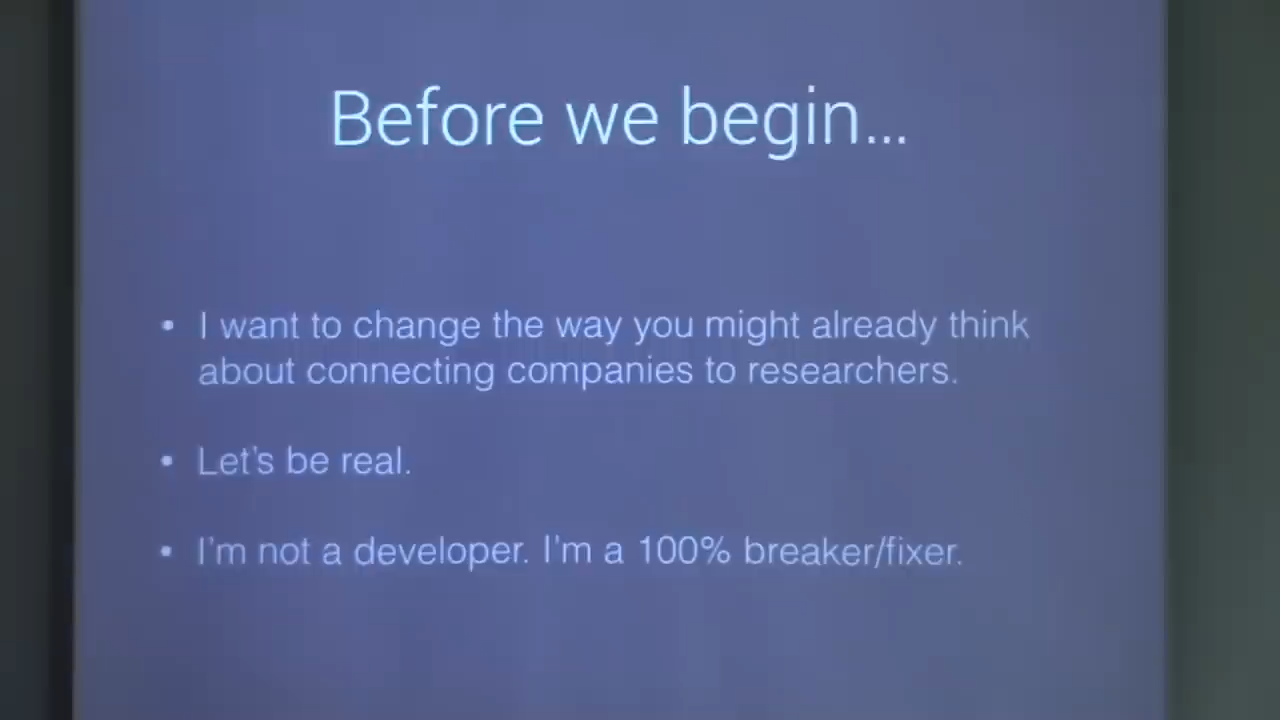 Before we begin...
• I want to change the way you might already think
about connecting companies to researchers.
• Let's be real.
• I'm not a developer. I'm a 100% breaker/fixer.